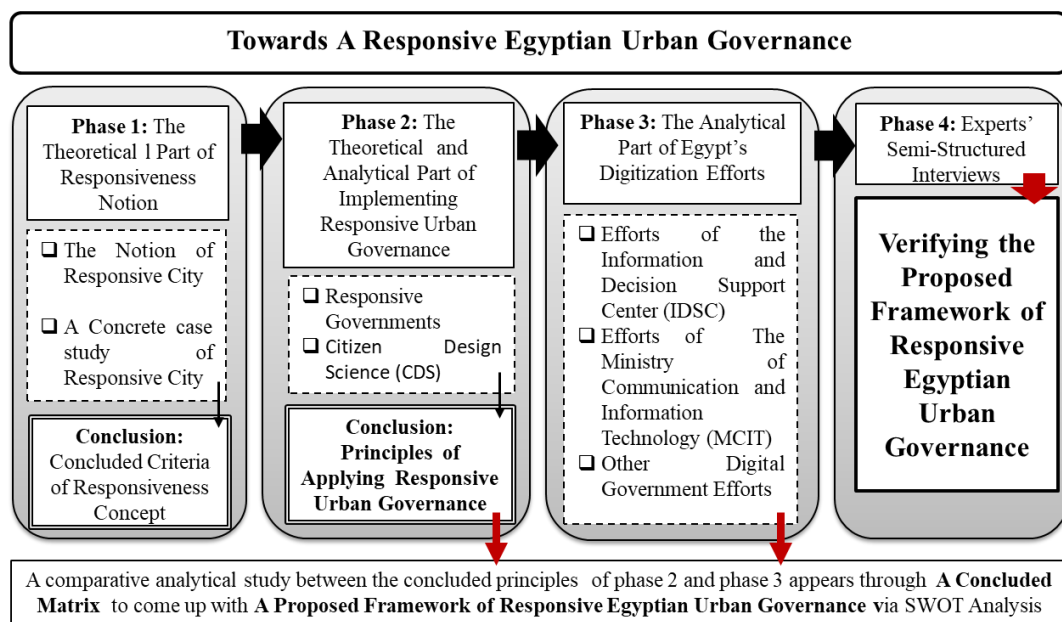 Towards A Responsive Egyptian Urban Governance
Phase 1: The
Theoretical l Part of
Responsiveness
Notion
❑ The Notion of
Responsive City
❑ A Concrete case
study of
Responsive City
Conclusion:
Concluded Criteria
of Responsiveness
Concept
Phase 2: The
Theoretical and
Analytical Part of
Implementing
Responsive Urban
Governance
❑ Responsive
Governments
❑ Citizen Design
Science (CDS)
Conclusion:
Principles of
Applying Responsive
Urban Governance
Phase 3: The Analytical
Part of Egypt’s
Digitization Efforts
❑ Efforts of the
Information and
Decision Support
Center (IDSC)
❑ Efforts of The
Ministry of
Communication and
Information
Technology (MCIT)
❑ Other Digital
Government Efforts
Phase 4: Experts’
Semi-Structured
Interviews
Verifying the
Proposed
Framework of
Responsive
Egyptian
Urban
Governance
A comparative analytical study between the concluded principles of phase 2 and phase 3 appears through A Concluded
Matrix to come up with A Proposed Framework of Responsive Egyptian Urban Governance via SWOT Analysis